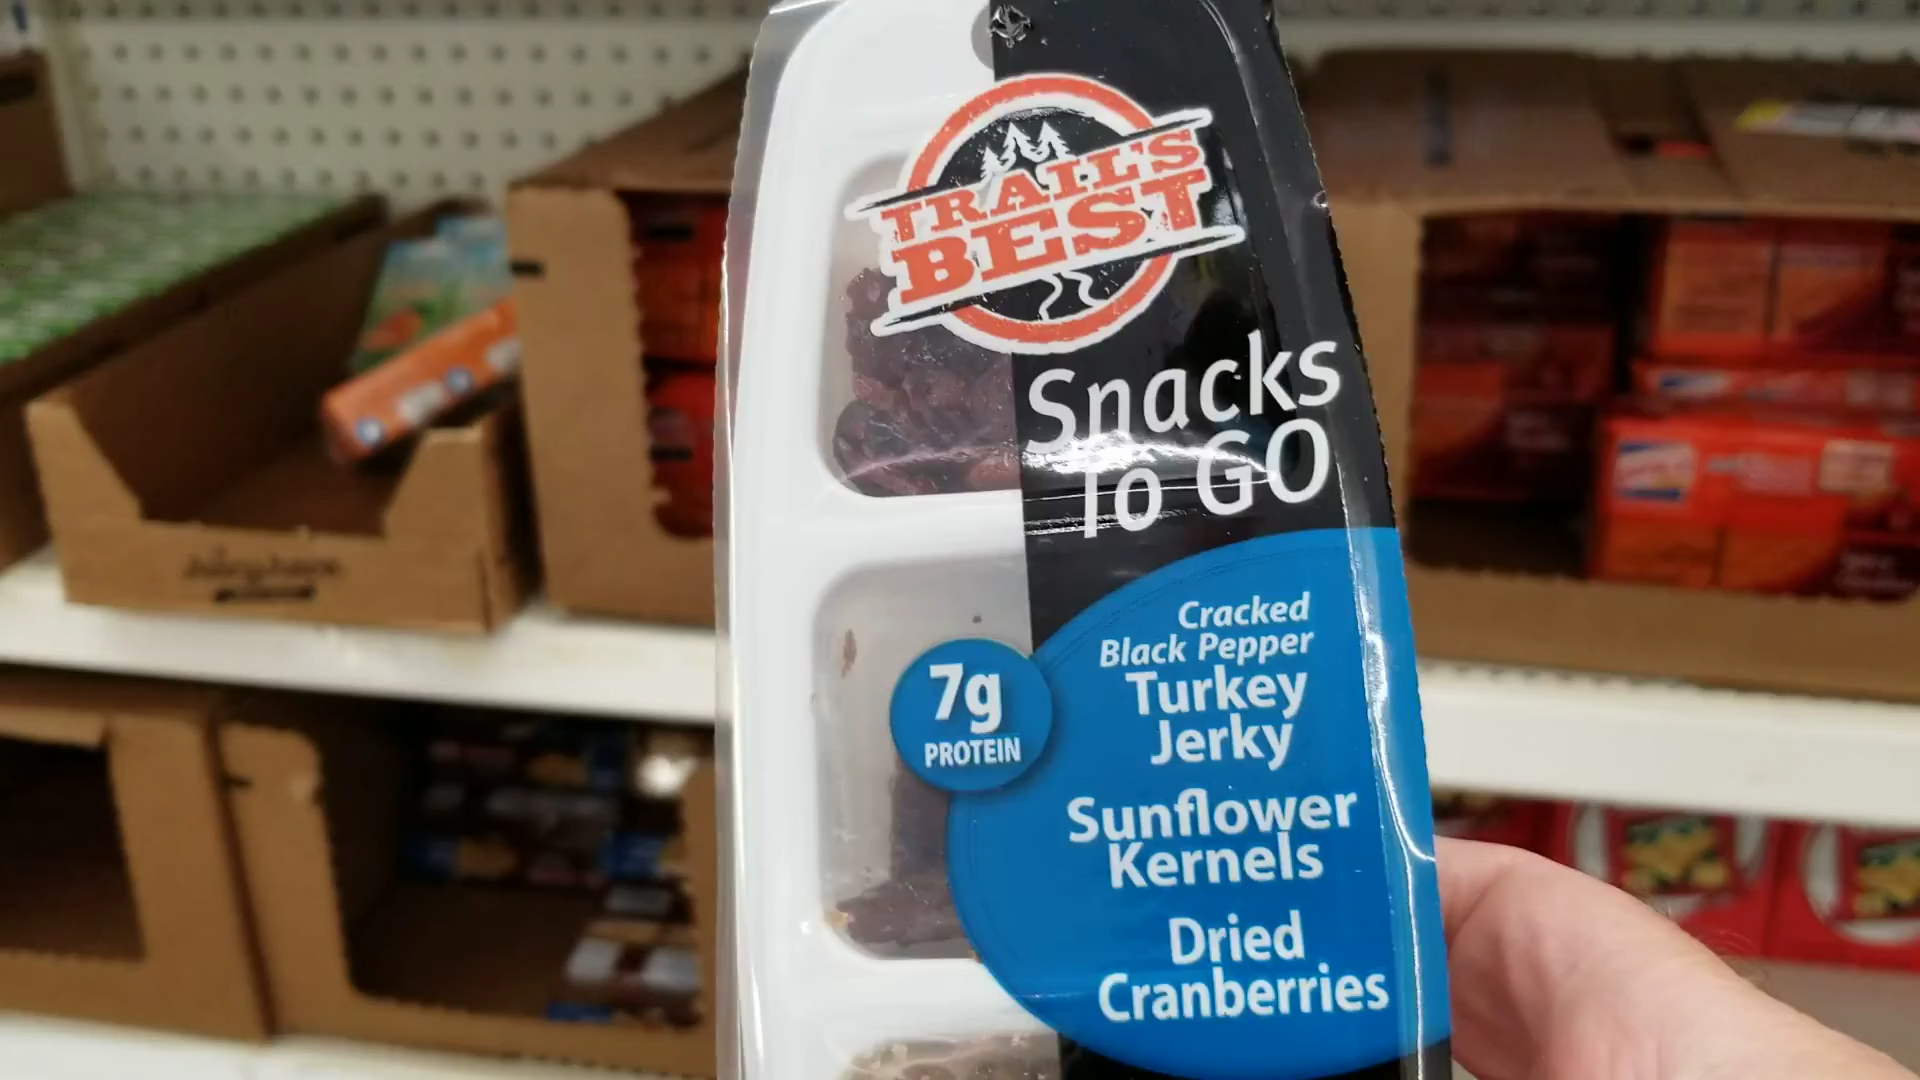 TRAIL'S
BEST
Snacks
To GO
7g
PROTEIN
Cracked
Black Pepper
Turkey
Jerky
Sunflower
Kernels
Dried
Cranberries